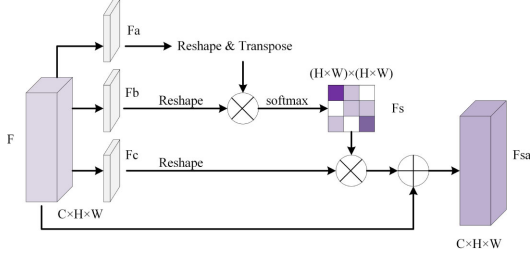 Fa
Reshape & Transpose
(H×W)×(H×W)
Fb
Reshape
softmax
Fs
F
Fc
Reshape
Fsa
C×H×W
C×H×W